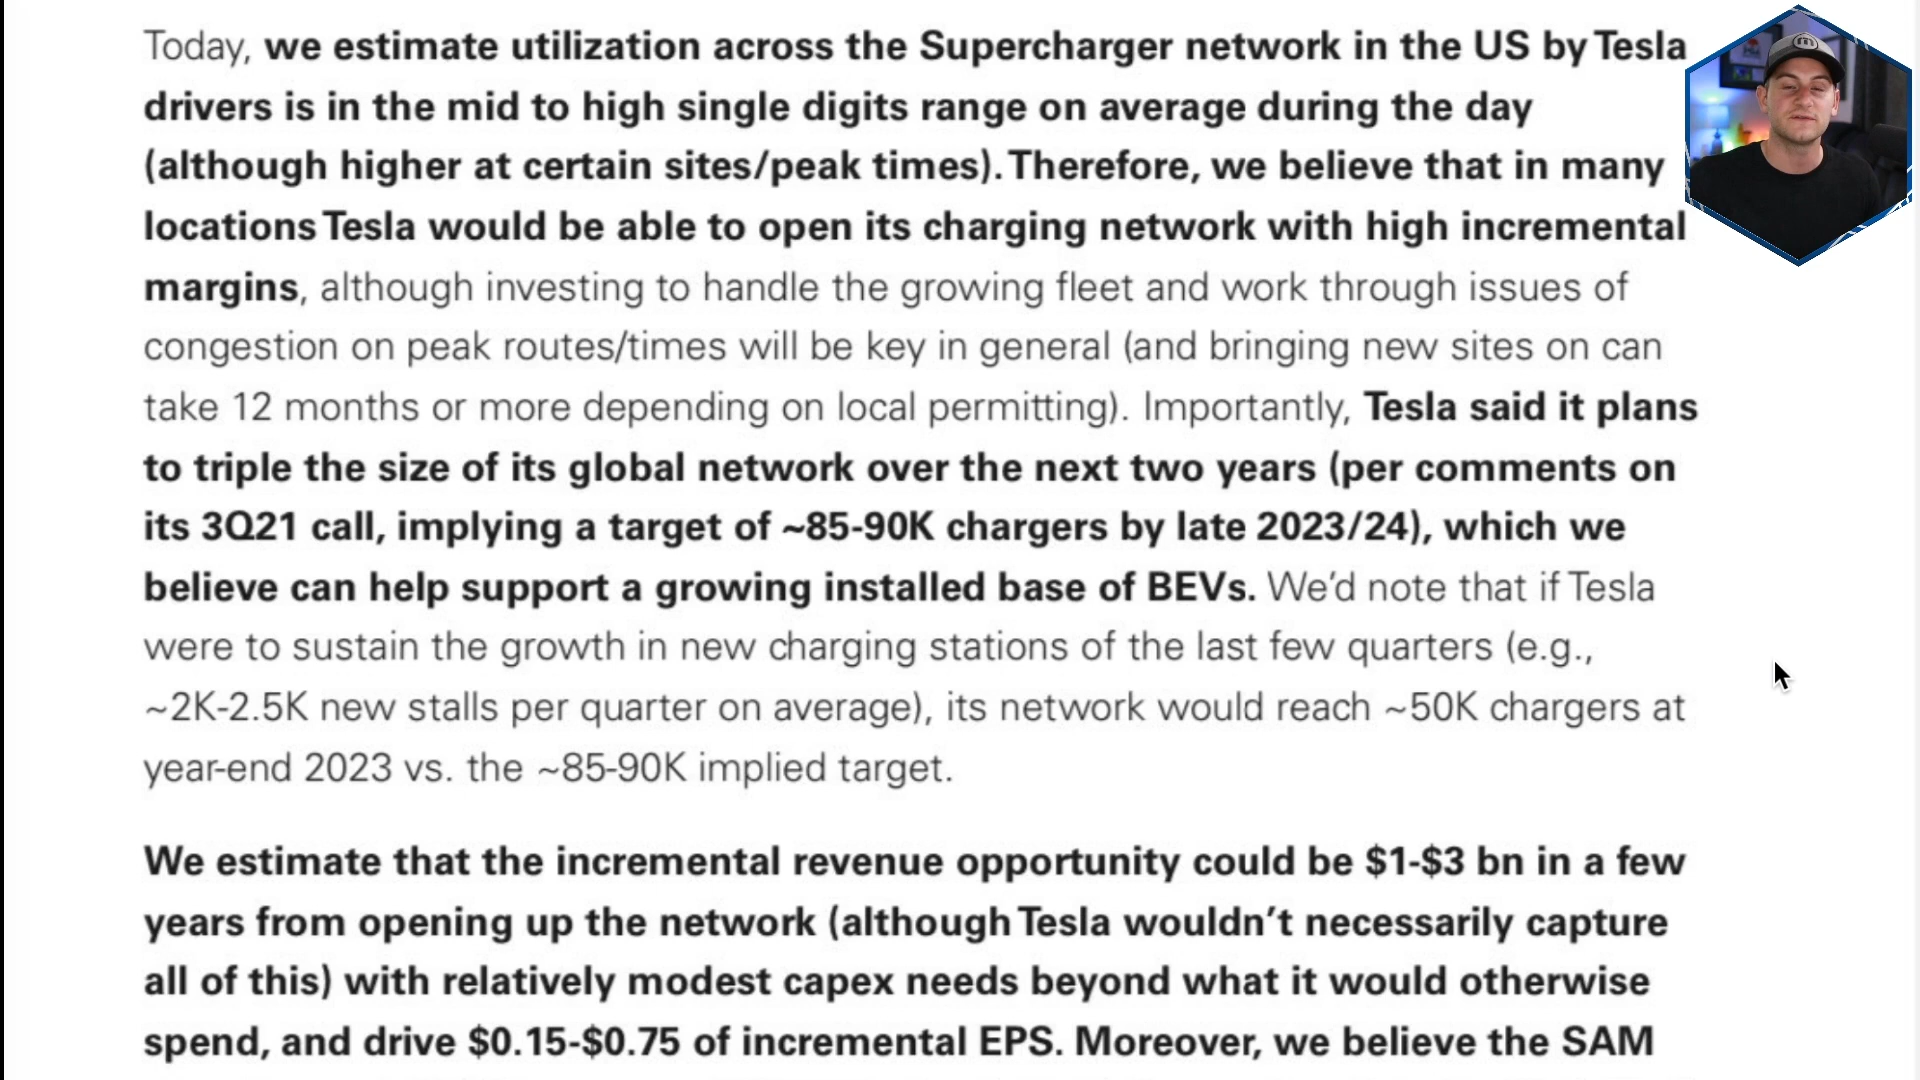 Today, we estimate utilization across the Supercharger network in the US by Tesla
drivers is in the mid to high single digits range on average during the day
(although higher at certain sites/peak times). Therefore, we believe that in many
locations Tesla would be able to open its charging network with high incremental
margins, although investing to handle the growing fleet and work through issues of
congestion on peak routes/times will be key in general (and bringing new sites on can
take 12 months or more depending on local permitting). Importantly, Tesla said it plans
to triple the size of its global network over the next two years (per comments on
its 3Q21 call, implying a target of ~85-90K chargers by late 2023/24), which we
believe can help support a growing installed base of BEVs. We’d note that if Tesla
were to sustain the growth in new charging stations of the last few quarters (e.g.,
~2K-2.5K new stalls per quarter on average), its network would reach ~50K chargers at
year-end 2023 vs. the ~85-90K implied target.
We estimate that the incremental revenue opportunity could be $1-$3 bn in a few
years from opening up the network (although Tesla wouldn’t necessarily capture
all of this) with relatively modest capex needs beyond what it would otherwise
spend, and drive $0.15-$0.75 of incremental EPS. Moreover, we believe the SAM